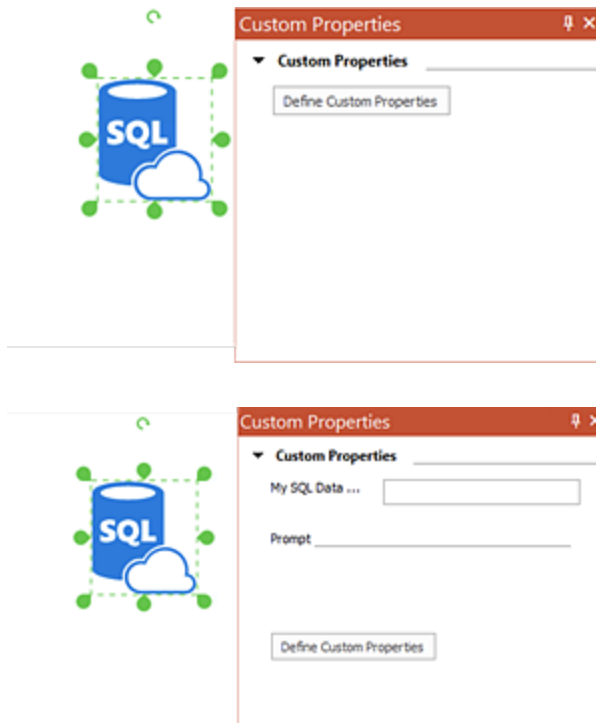 Custom Properties
Custom Properties
Define Custom Properties
SQL
Custom Properties
Custom Properties
My SQL Data ...
SQL
Prompt
Define Custom Properties